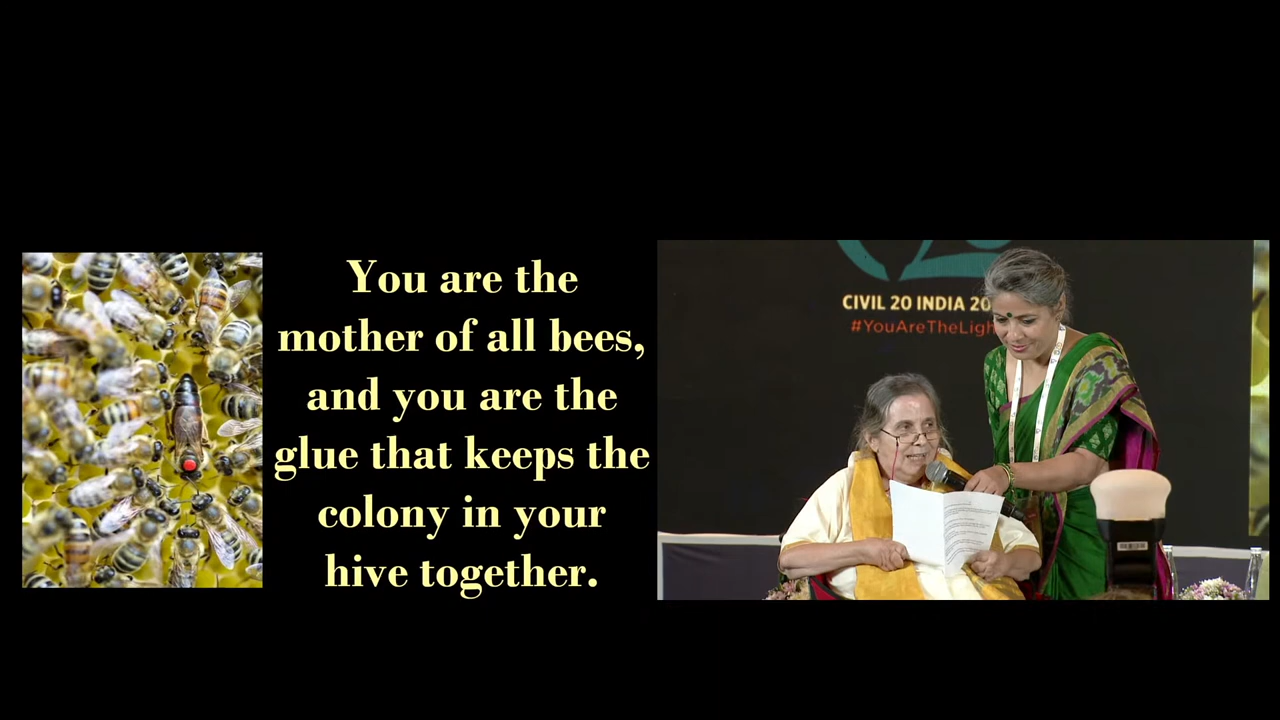 You are the
mother of all bees,
and you are the
glue that keeps the
colony in your
hive together.
CIVIL 20 INDIA
#YouAreTheLigh